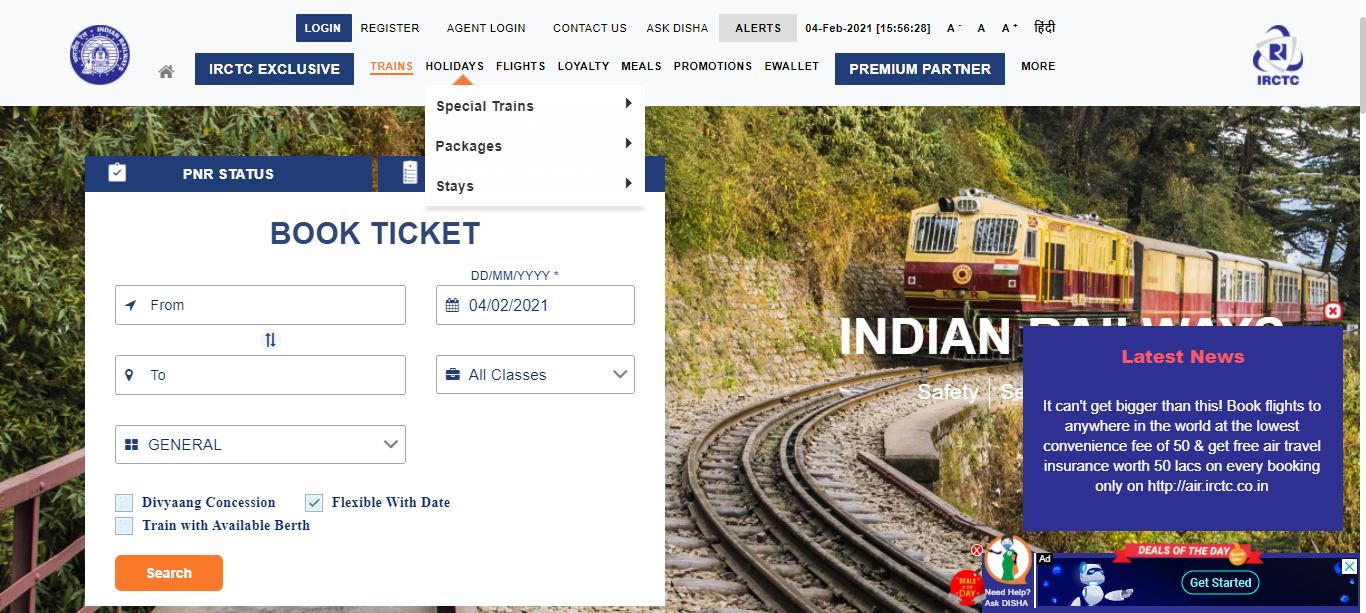 LOGIN REGISTER AGENT LOGIN CONTACT US ASK DISHA ALERTS 04-Feb-2021 [15:56:28] A - A A + हिंदी
IRCTC EXCLUSIVE TRAINS HOLIDAYS FLIGHTS LOYALTY MEALS PROMOTIONS EWALLET PREMIUM PARTNER MORE
IRCTC
Special Trains
Packages
Stays
PNR STATUS
BOOK TICKET
DD/MM/YYYY *
From
04/02/2021
To
All Classes
GENERAL
Divyaang Concession
Flexible With Date
Train with Available Berth
Search
INDIAN RAILWAYS
Safety | Se
Latest News
It can't get bigger than this! Book flights to
anywhere in the world at the lowest
convenience fee of 50 & get free air travel
insurance worth 50 lacs on every booking
only on http://air.irctc.co.in
DEALS OF THE DAY
Need Help?
Ask DISHA
Ad
DEALS OF THE DAY
Get Started